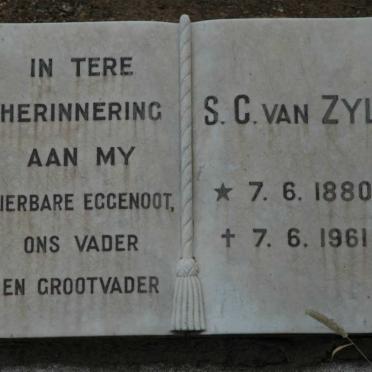 IN TERE
HERINNERING
AAN MY
IERBARE EGGENOOT,
ONS VADER
EN GROOTVADER
S. C. VAN ZYL
★ 7. 6. 1880
✝ 7. 6. 1961